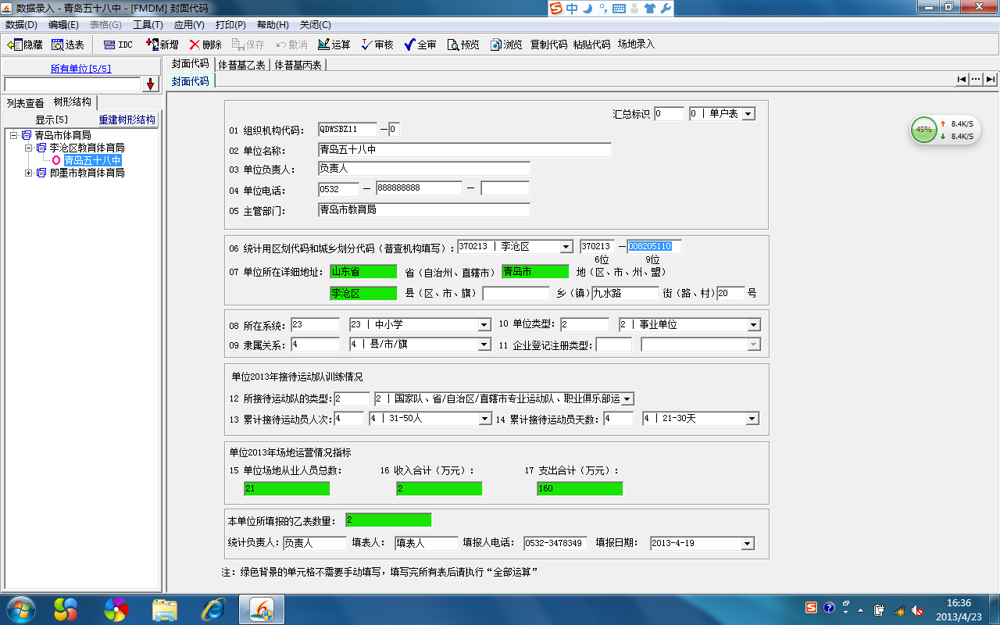 数据录入 - 青岛五十八中 - [FMDM] 封面代码
中
数据(D) 编辑(E) 表格(G) 工具(T) 应用(Y) 打印(P) 帮助(H) 关闭(C)
隐藏 选表 IDC 新增 删除 保存 撤消 运算 审核 全审 预览 浏览 复制代码 粘贴代码 场地录入
所有单位[5/5]
列表查看 树形结构
显示[5] 重建树形结构
青岛市体育局
李沧区教育体育局
青岛五十八中
即墨市教育体育局
封面代码 体普基乙表 体普基丙表
封面代码
汇总标识 0 0 | 单户表
01 组织机构代码: QDWSBZ11 — 0
02 单位名称: 青岛五十八中
03 单位负责人: 负责人
04 单位电话: 0532 — 888888888 —
05 主管部门: 青岛市教育局
06 统计用区划代码和城乡划分代码(普查机构填写): 370213 | 李沧区 370213 — 008205110
6位 9位
07 单位所在详细地址: 山东省 省(自治州、直辖市) 青岛市 地(区、市、州、盟)
李沧区 县(区、市、旗) 乡(镇) 九水路 街(路、村) 20 号
08 所在系统: 23 23 | 中小学 10 单位类型: 2 2 | 事业单位
09 隶属关系: 4 4 | 县/市/旗 11 企业登记注册类型:
单位2013年接待运动队训练情况
12 所接待运动队的类型: 2 2 | 国家队、省/自治区/直辖市专业运动队、职业俱乐部运
13 累计接待运动员人次: 4 4 | 31-50人 14 累计接待运动员天数: 4 4 | 21-30天
单位2013年场地运营情况指标
15 单位场地从业人员总数: 16 收入合计(万元): 17 支出合计(万元):
21 2 160
本单位所填报的乙表数量: 2
统计负责人: 负责人 填表人: 填表人 填报人电话: 0532-3478349 填报日期: 2013-4-19
注: 绿色背景的单元格不需要手动填写，填写完所有表后请执行“全部运算”
45% 8.4K/S
8.4K/S
16:36
2013/4/23